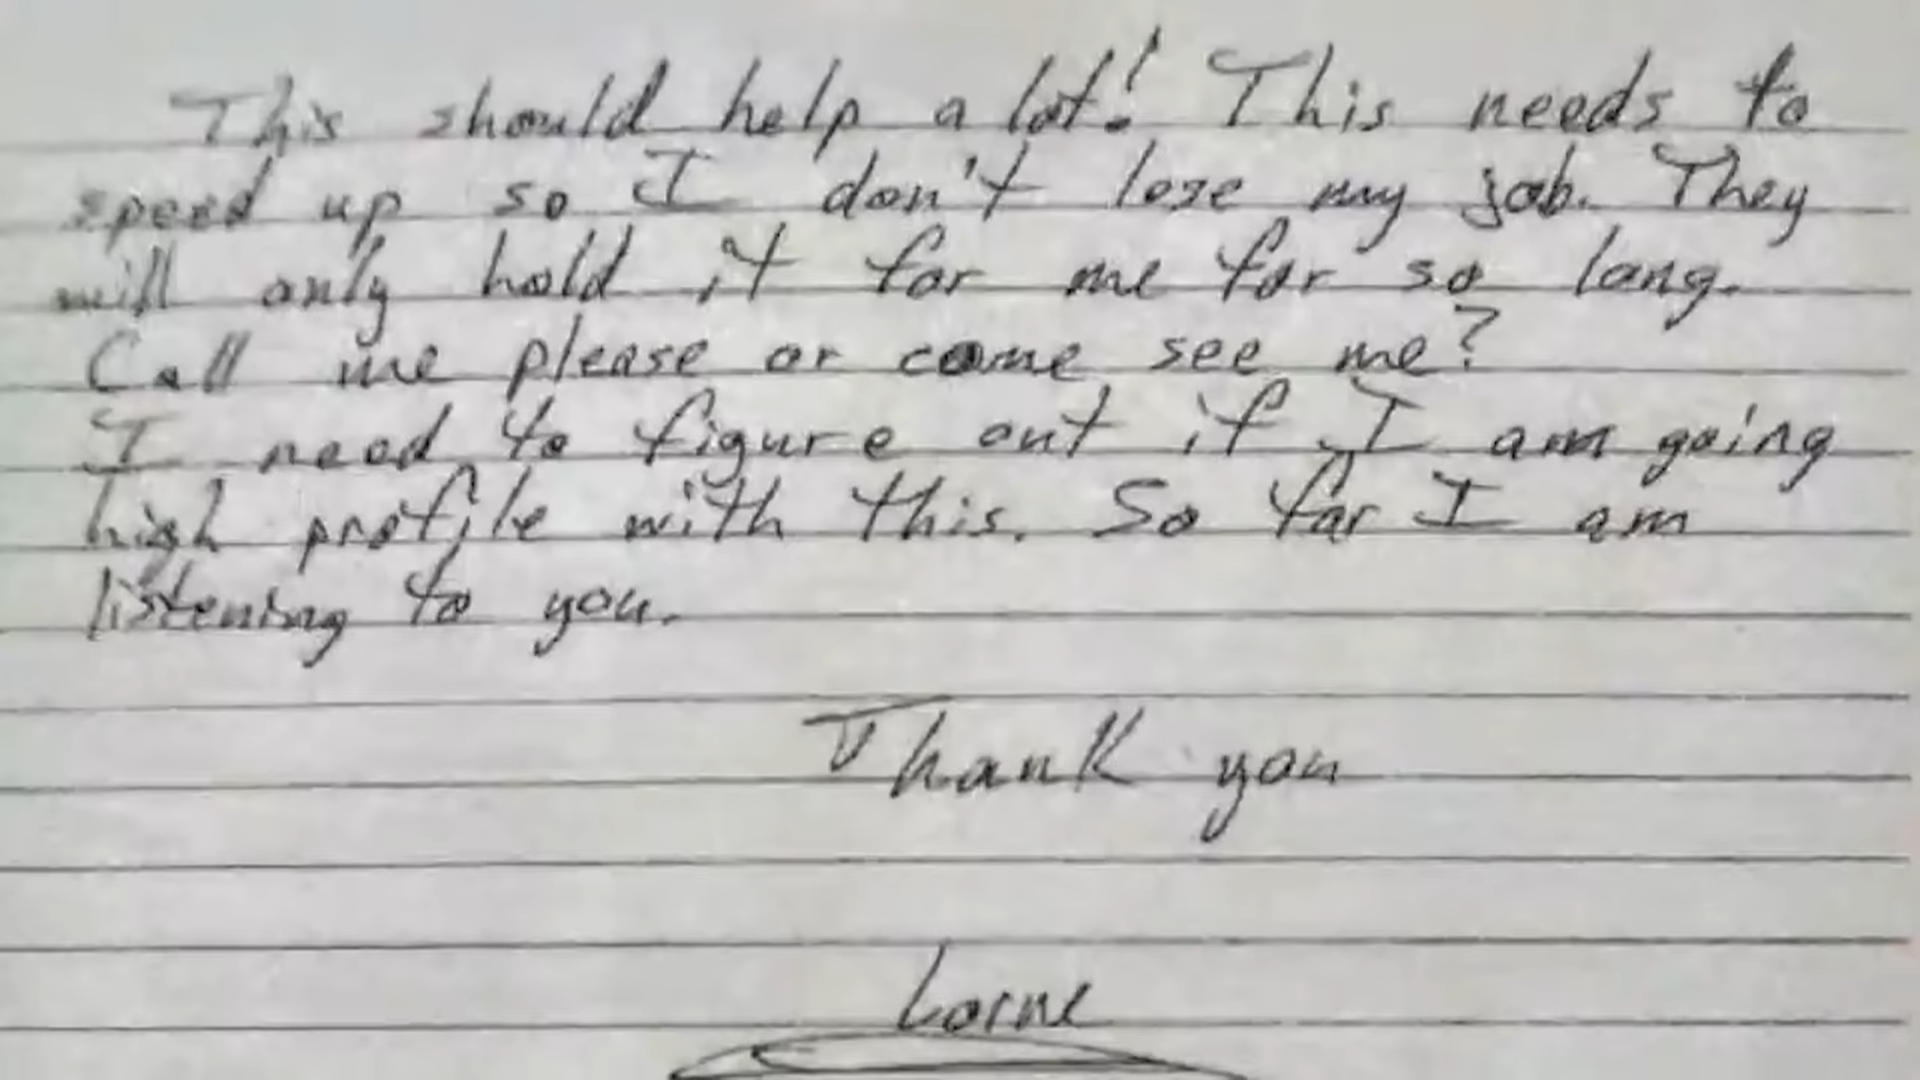 This should help a lot! This needs to
speed up so I don't lose my job. They
will only hold it for me for so long.
Call me please or come see me?
I need to figure out if I am going
high profile with this. So far I am
listening to you.
Thank you
Lorne